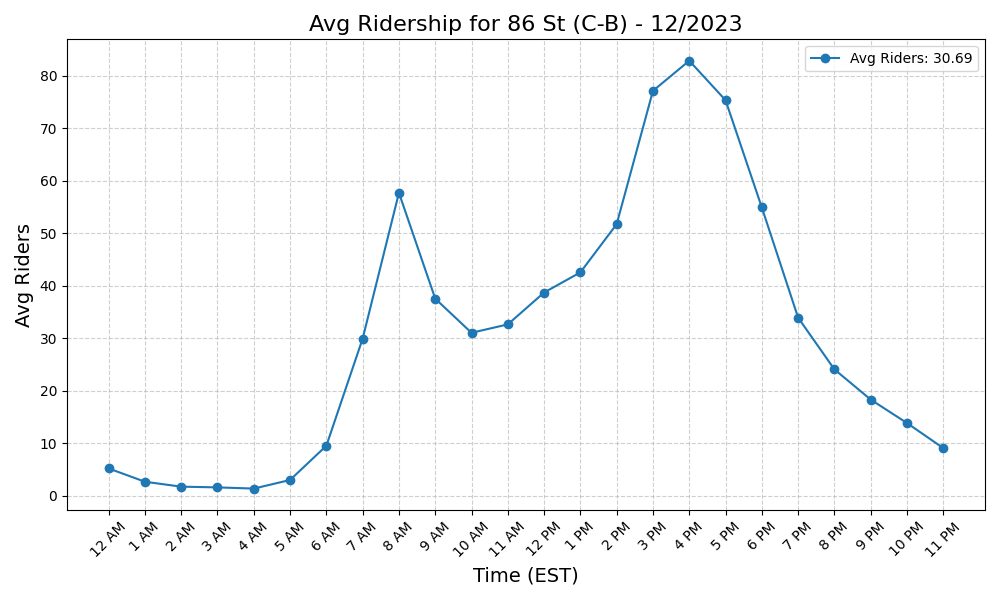 Avg Ridership for 86 St (C-B) - 12/2023
Avg Riders: 30.69
Avg Riders
80
70
60
50
40
30
20
10
0
12 AM
1 AM
2 AM
3 AM
4 AM
5 AM
6 AM
7 AM
8 AM
9 AM
10 AM
11 AM
12 PM
1 PM
2 PM
3 PM
4 PM
5 PM
6 PM
7 PM
8 PM
9 PM
10 PM
11 PM
Time (EST)